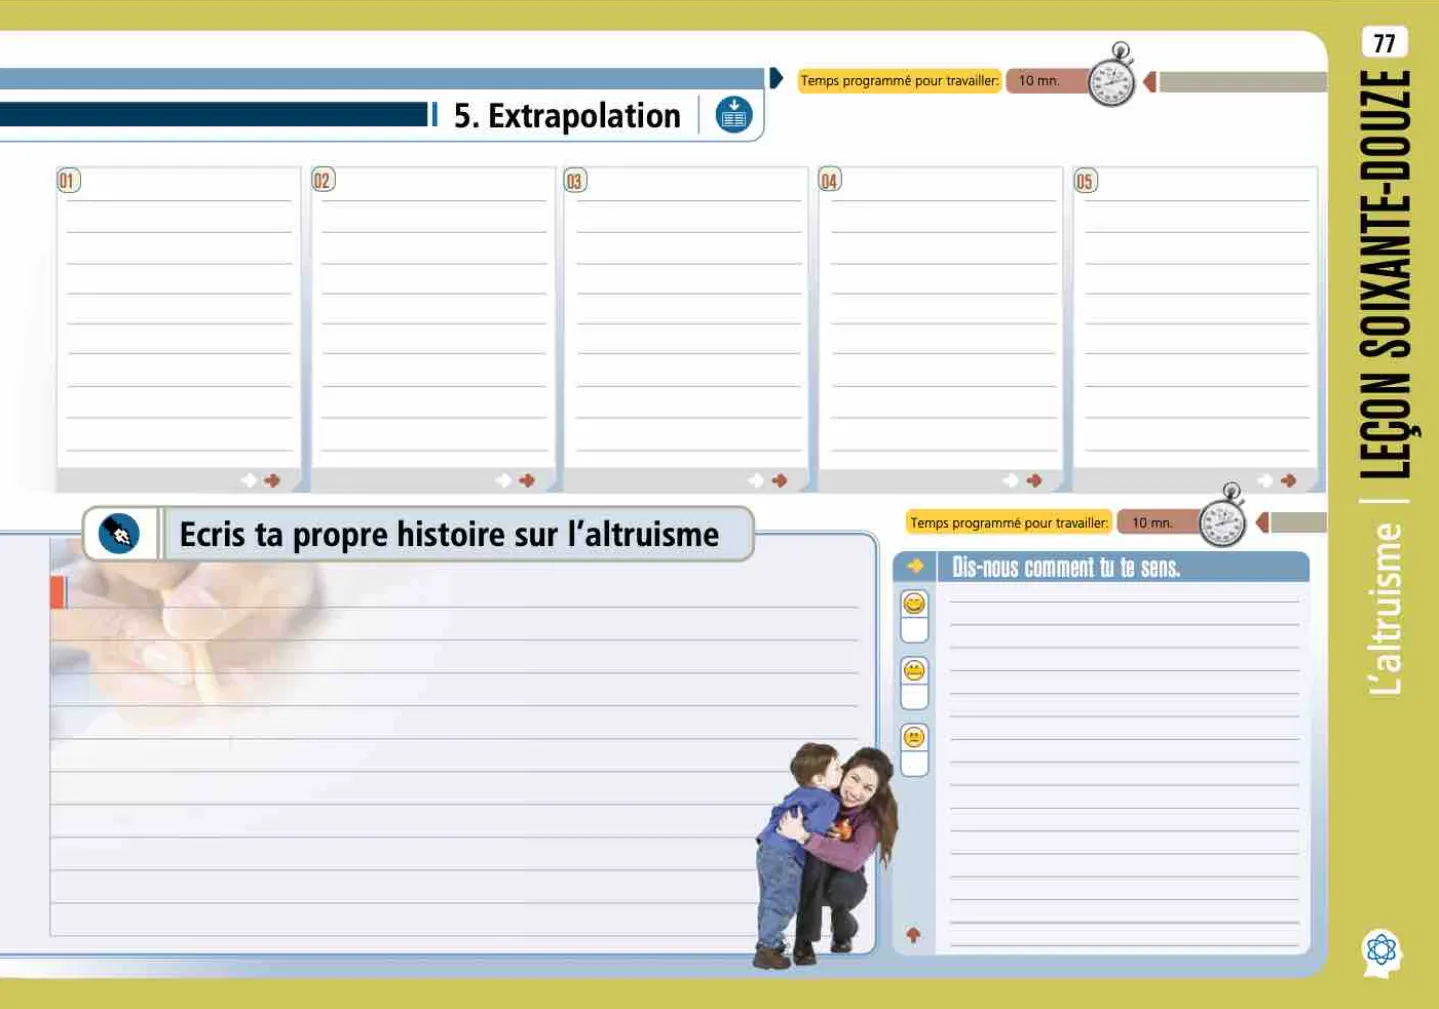 77
Temps programmé pour travailler:
10 mn.
5. Extrapolation
01
02
03
04
05
Ecris ta propre histoire sur l’altruisme
Temps programmé pour travailler:
10 mn.
Dis-nous comment tu te sens.
LEÇON SOIXANTE-DOUZE
L’altruisme